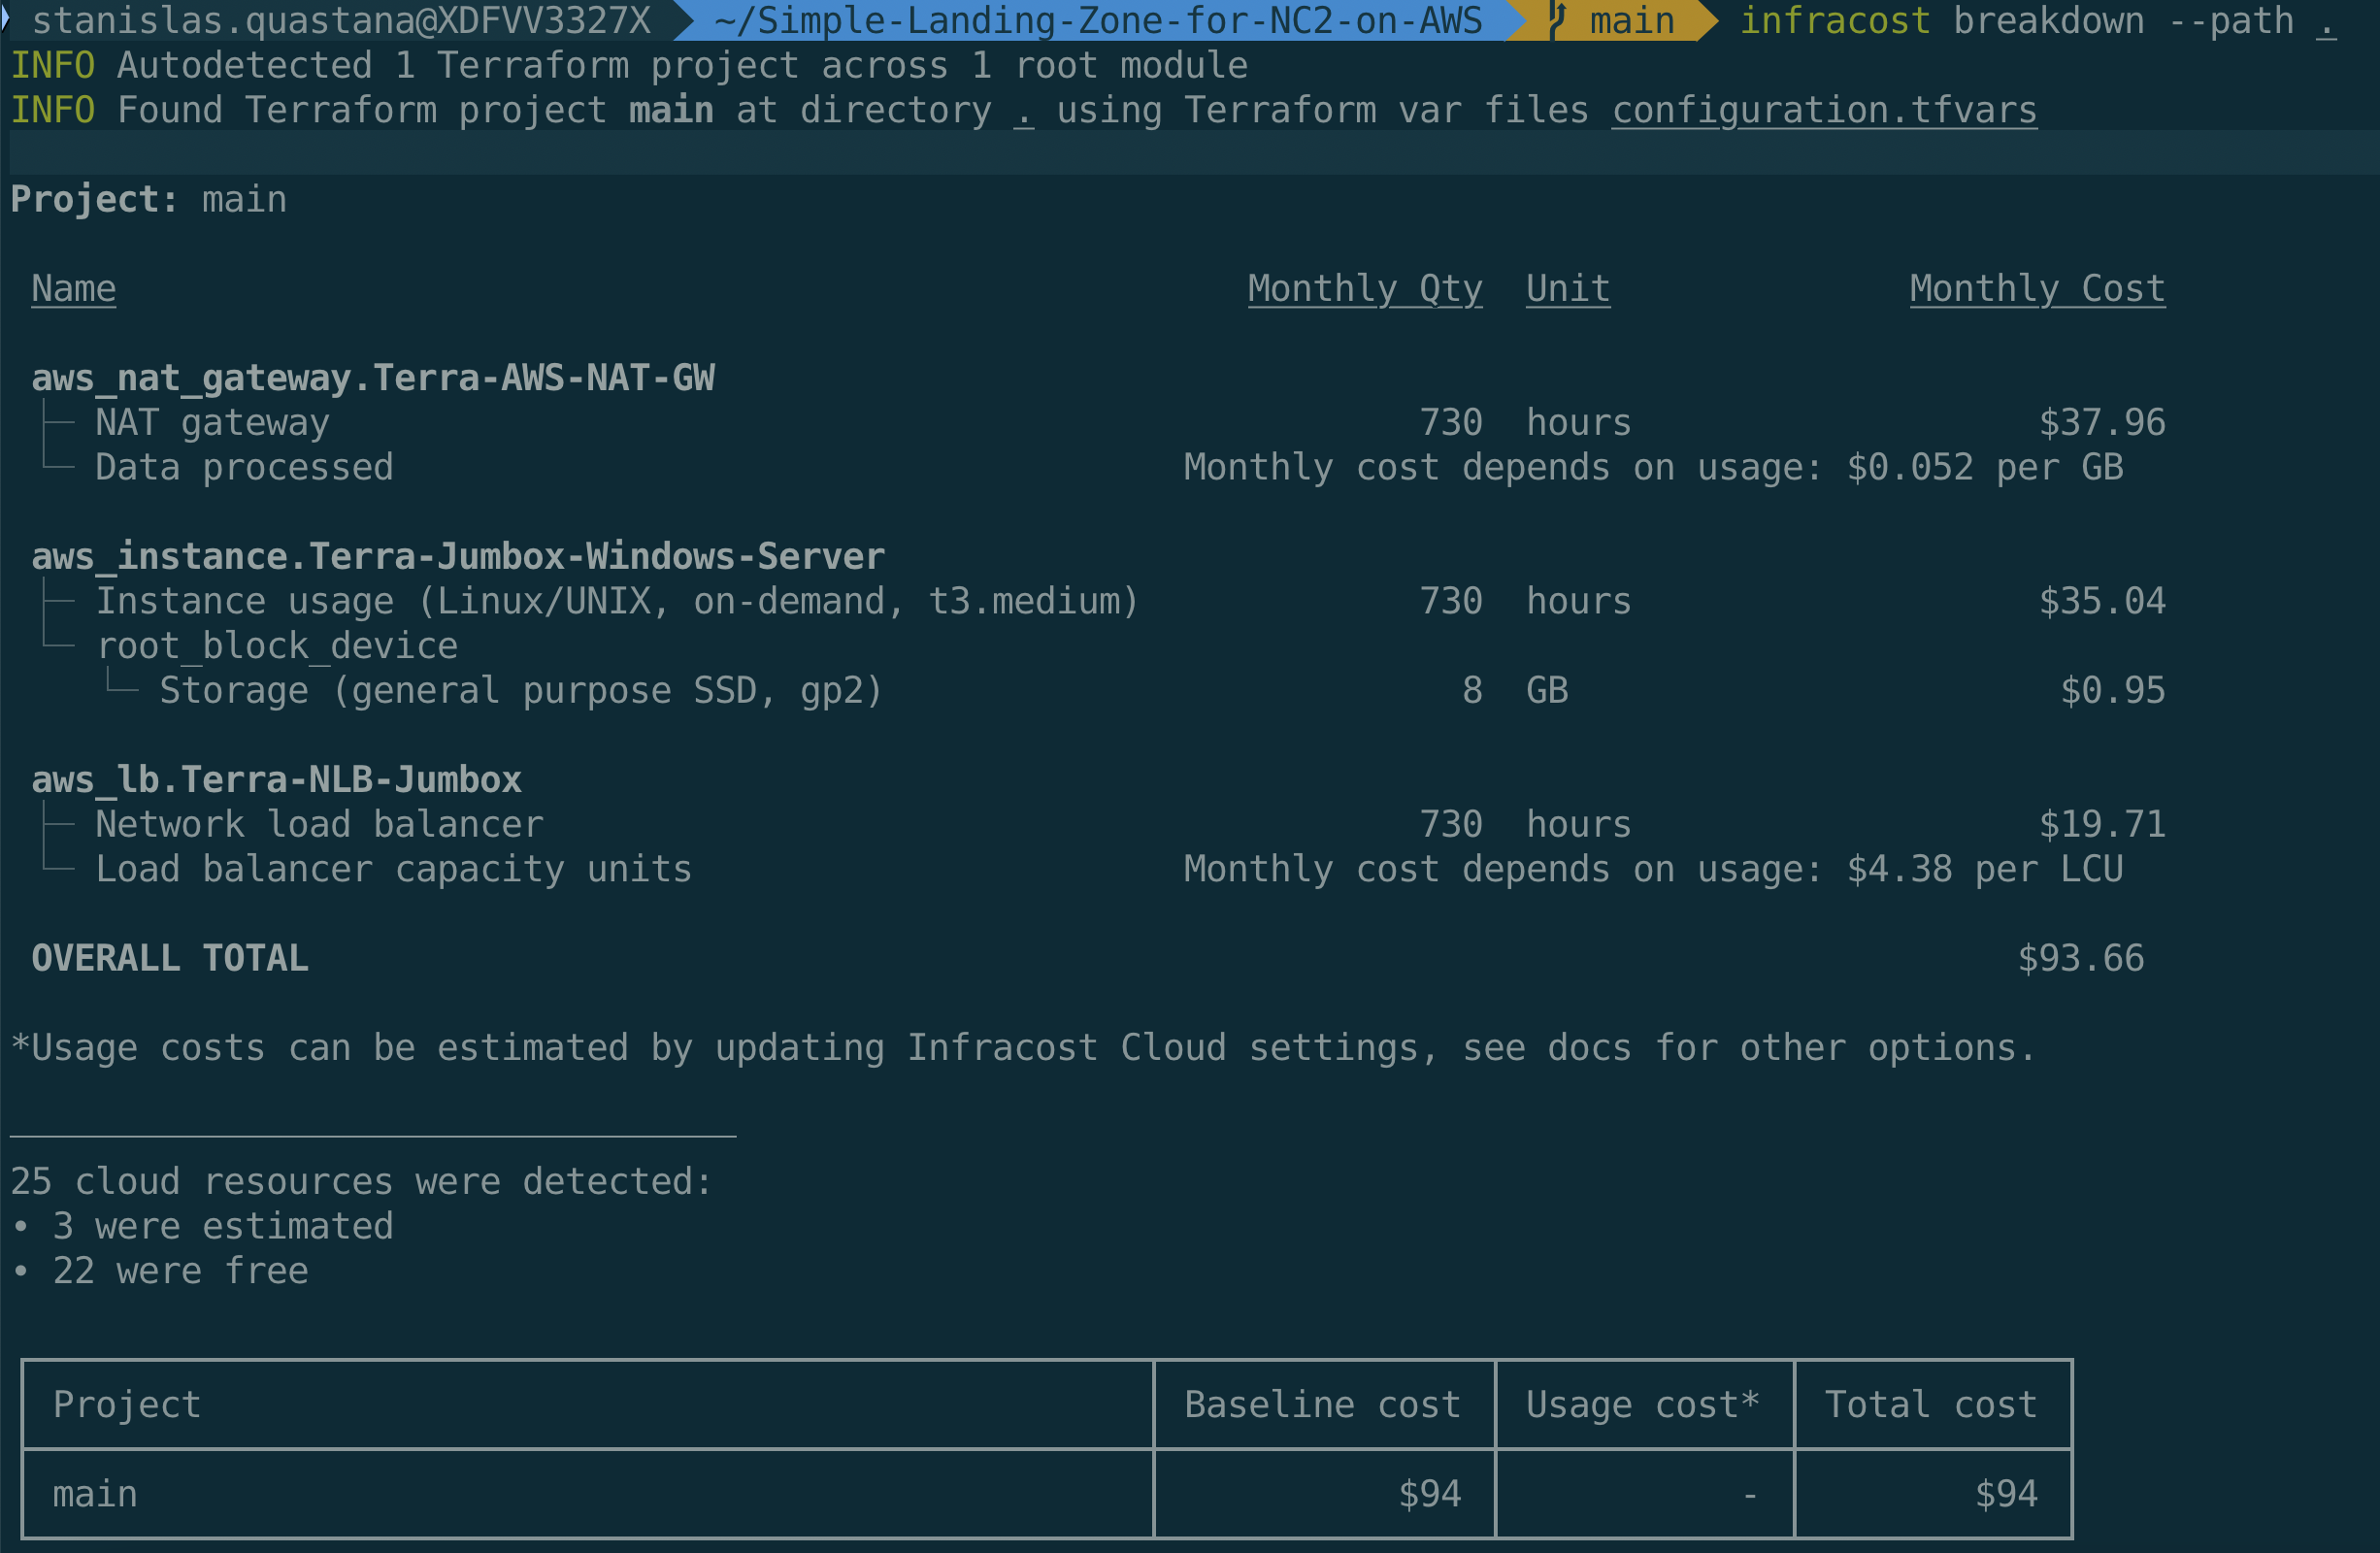 stanislas.quastana@XDFVV3327X ~/Simple-Landing-Zone-for-NC2-on-AWS main infracost breakdown --path .
INFO Autodetected 1 Terraform project across 1 root module
INFO Found Terraform project main at directory . using Terraform var files configuration.tfvars
Project: main
Name Monthly Qty Unit Monthly Cost
aws_nat_gateway.Terra-AWS-NAT-GW
├─ NAT gateway 730 hours $37.96
└─ Data processed Monthly cost depends on usage: $0.052 per GB
aws_instance.Terra-Jumbox-Windows-Server
├─ Instance usage (Linux/UNIX, on-demand, t3.medium) 730 hours $35.04
└─ root_block_device
└─ Storage (general purpose SSD, gp2) 8 GB $0.95
aws_lb.Terra-NLB-Jumbox
├─ Network load balancer 730 hours $19.71
└─ Load balancer capacity units Monthly cost depends on usage: $4.38 per LCU
OVERALL TOTAL $93.66
*Usage costs can be estimated by updating Infracost Cloud settings, see docs for other options.
25 cloud resources were detected:
• 3 were estimated
• 22 were free
Project Baseline cost Usage cost* Total cost
main $94 - $94